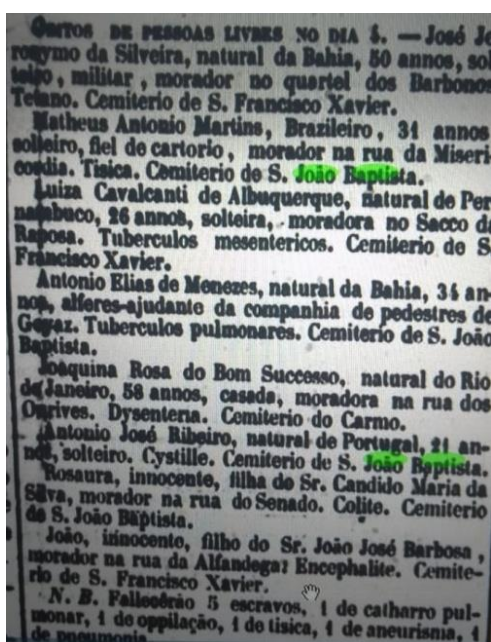 OBITOS DE PESSOAS LIVRES NO DIA 5. — José Je
ronymo da Silveira, natural da Bahia, 50 annos, sol
teiro, militar, morador no quartel dos Barbonos
Tetano. Cemiterio de S. Francisco Xavier.
Matheus Antonio Martins, Brazileiro, 31 annos
solteiro, fiel de cartorio, morador na rua da Miseri
cordia. Tisica. Cemiterio de S. João Baptista.
Luiza Cavalcanti de Albuquerque, natural de Per
nambuco, 26 annos, solteira, moradora no Sacco da
Raposa. Tuberculos mesentericos. Cemiterio de S
Francisco Xavier.
Antonio Elias de Menezes, natural da Bahia, 34 an-
nos, alferes-ajudante da companhia de pedestres de
Goyaz. Tuberculos pulmonares. Cemiterio de S. João
Baptista.
Joaquina Rosa do Bom Successo, natural do Rio
de Janeiro, 58 annos, casada, moradora na rua dos
Ourives. Dysenteria. Cemiterio do Carmo.
Antonio José Ribeiro, natural de Portugal, 21 an-
nos, solteiro. Cystille. Cemiterio de S. João Baptista.
Rosaura, innocente, filha do Sr. Candido Maria da
Silva, morador na rua do Senado. Colite. Cemiterio
de S. João Baptista.
João, innocente, filho do Sr. João José Barbosa,
morador na rua da Alfandega: Encephalite. Cemite-
rio de S. Francisco Xavier.
N. B. Fallecêrão 5 escravos, 1 de catharro pul-
monar, 1 de oppilação, 1 de tisica, 1 de aneurisma, 1
de pneumonia